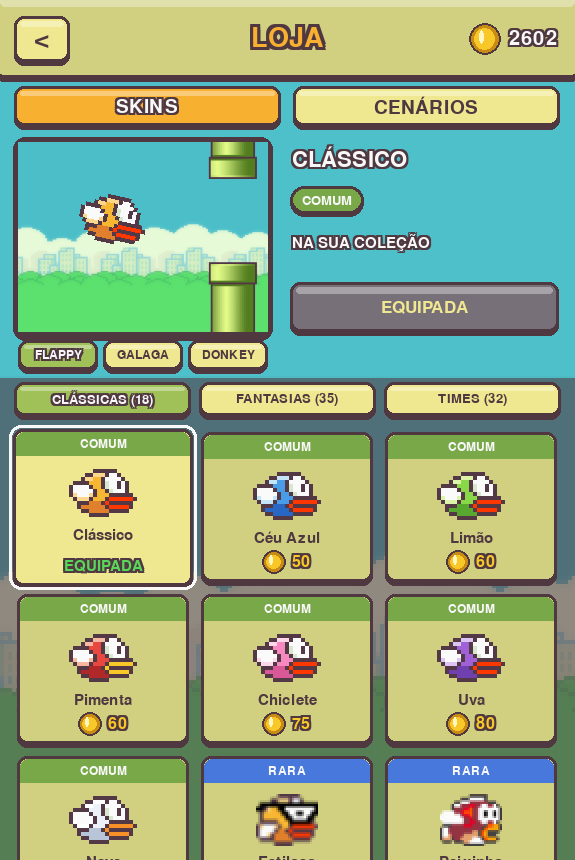 <
LOJA
2602
SKINS
CENÁRIOS
CLÁSSICO
COMUM
NA SUA COLEÇÃO
EQUIPADA
FLAPPY
GALAGA
DONKEY
CLÁSSICAS (18)
FANTASIAS (35)
TIMES (32)
COMUM
Clássico
EQUIPADA
COMUM
Céu Azul
50
COMUM
Limão
60
COMUM
Pimenta
60
COMUM
Chiclete
75
COMUM
Uva
80
COMUM
RARA
RARA